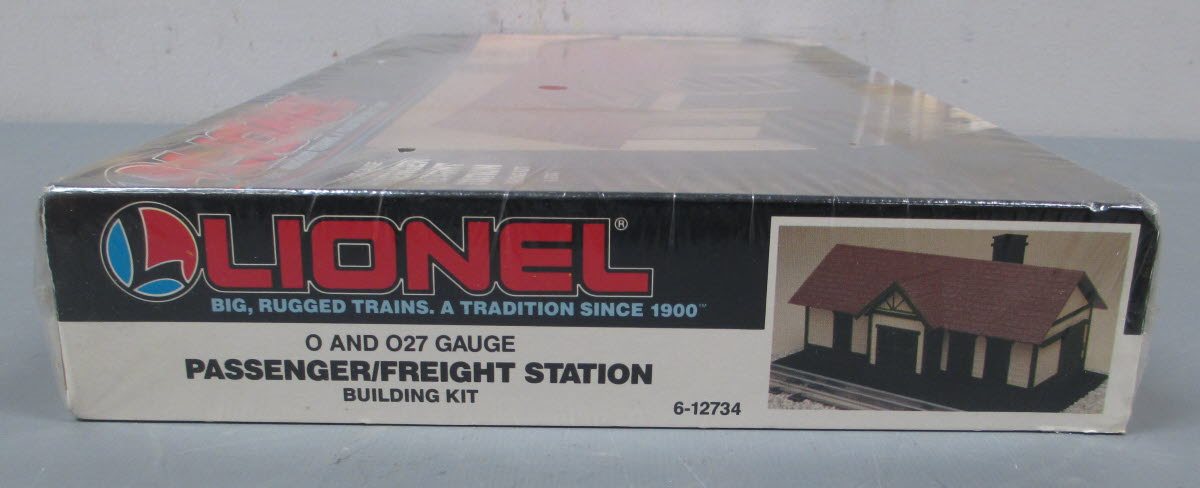 LIONEL®
BIG, RUGGED TRAINS. A TRADITION SINCE 1900™
O AND O27 GAUGE
PASSENGER/FREIGHT STATION
BUILDING KIT
6-12734